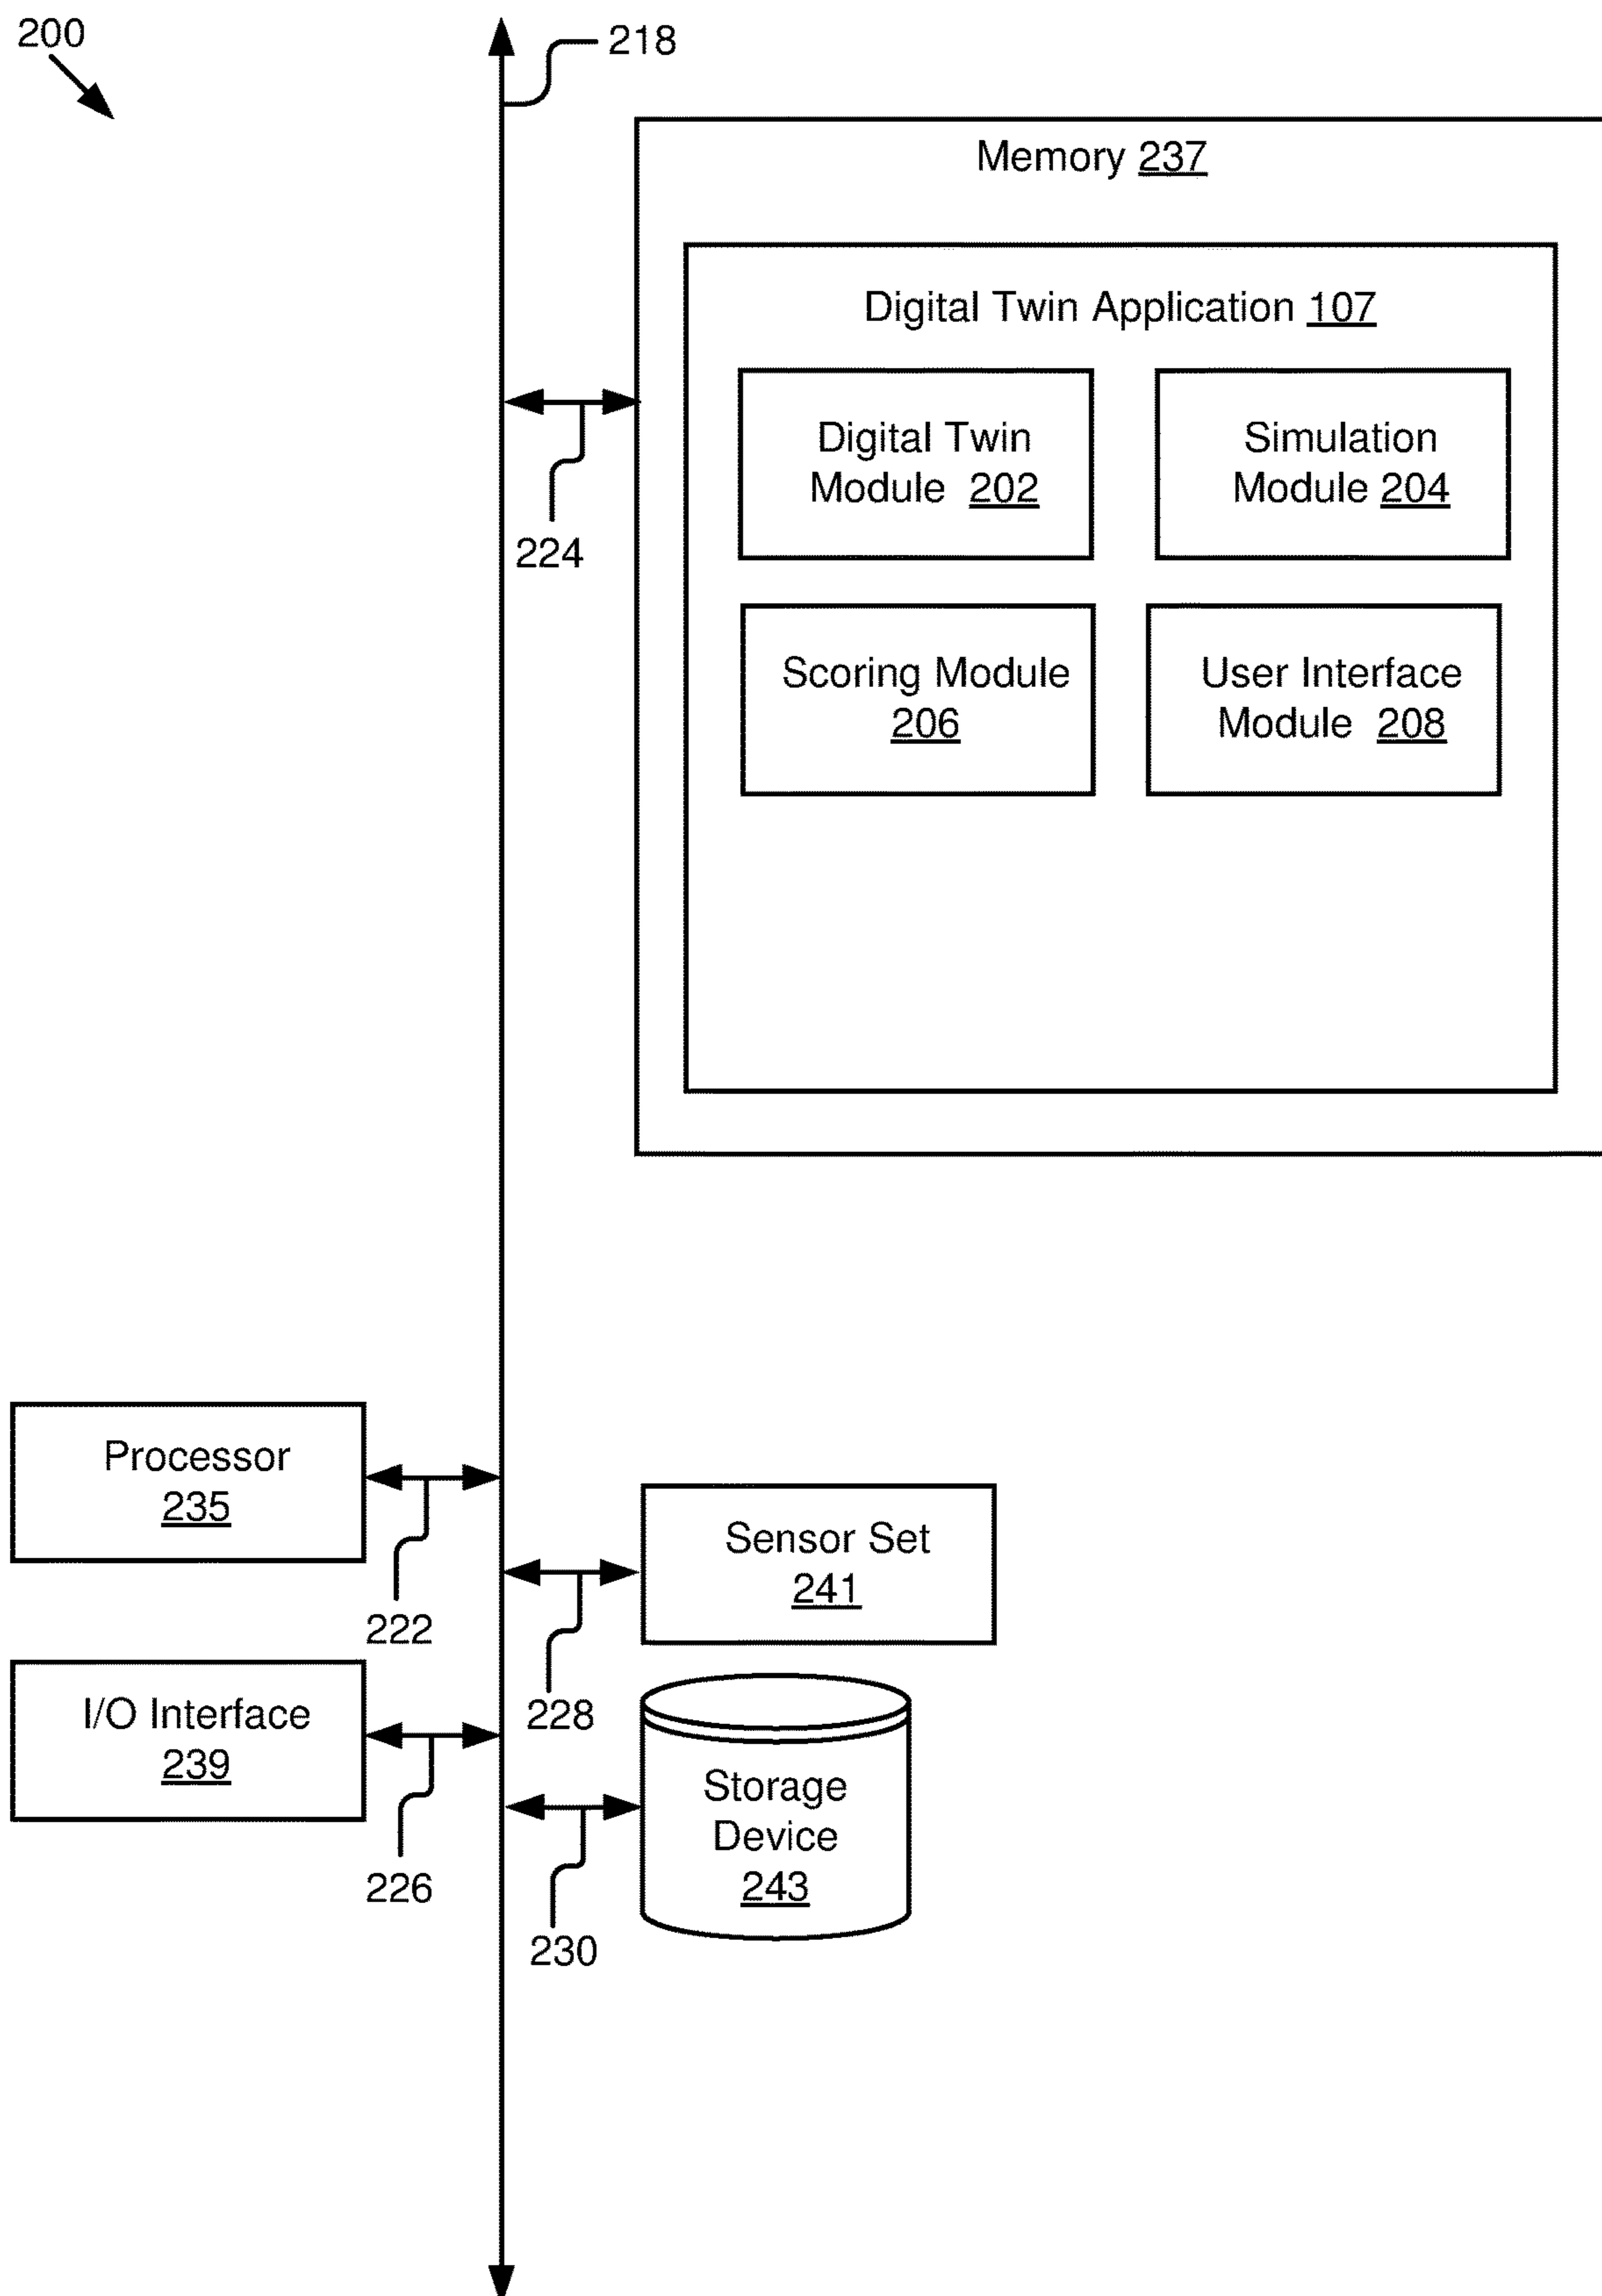 200
218
Memory 237
Digital Twin Application 107
Digital Twin
Module 202
Simulation
Module 204
224
Scoring Module
206
User Interface
Module 208
Processor
235
222
Sensor Set
241
228
I/O Interface
239
226
Storage
Device
243
230